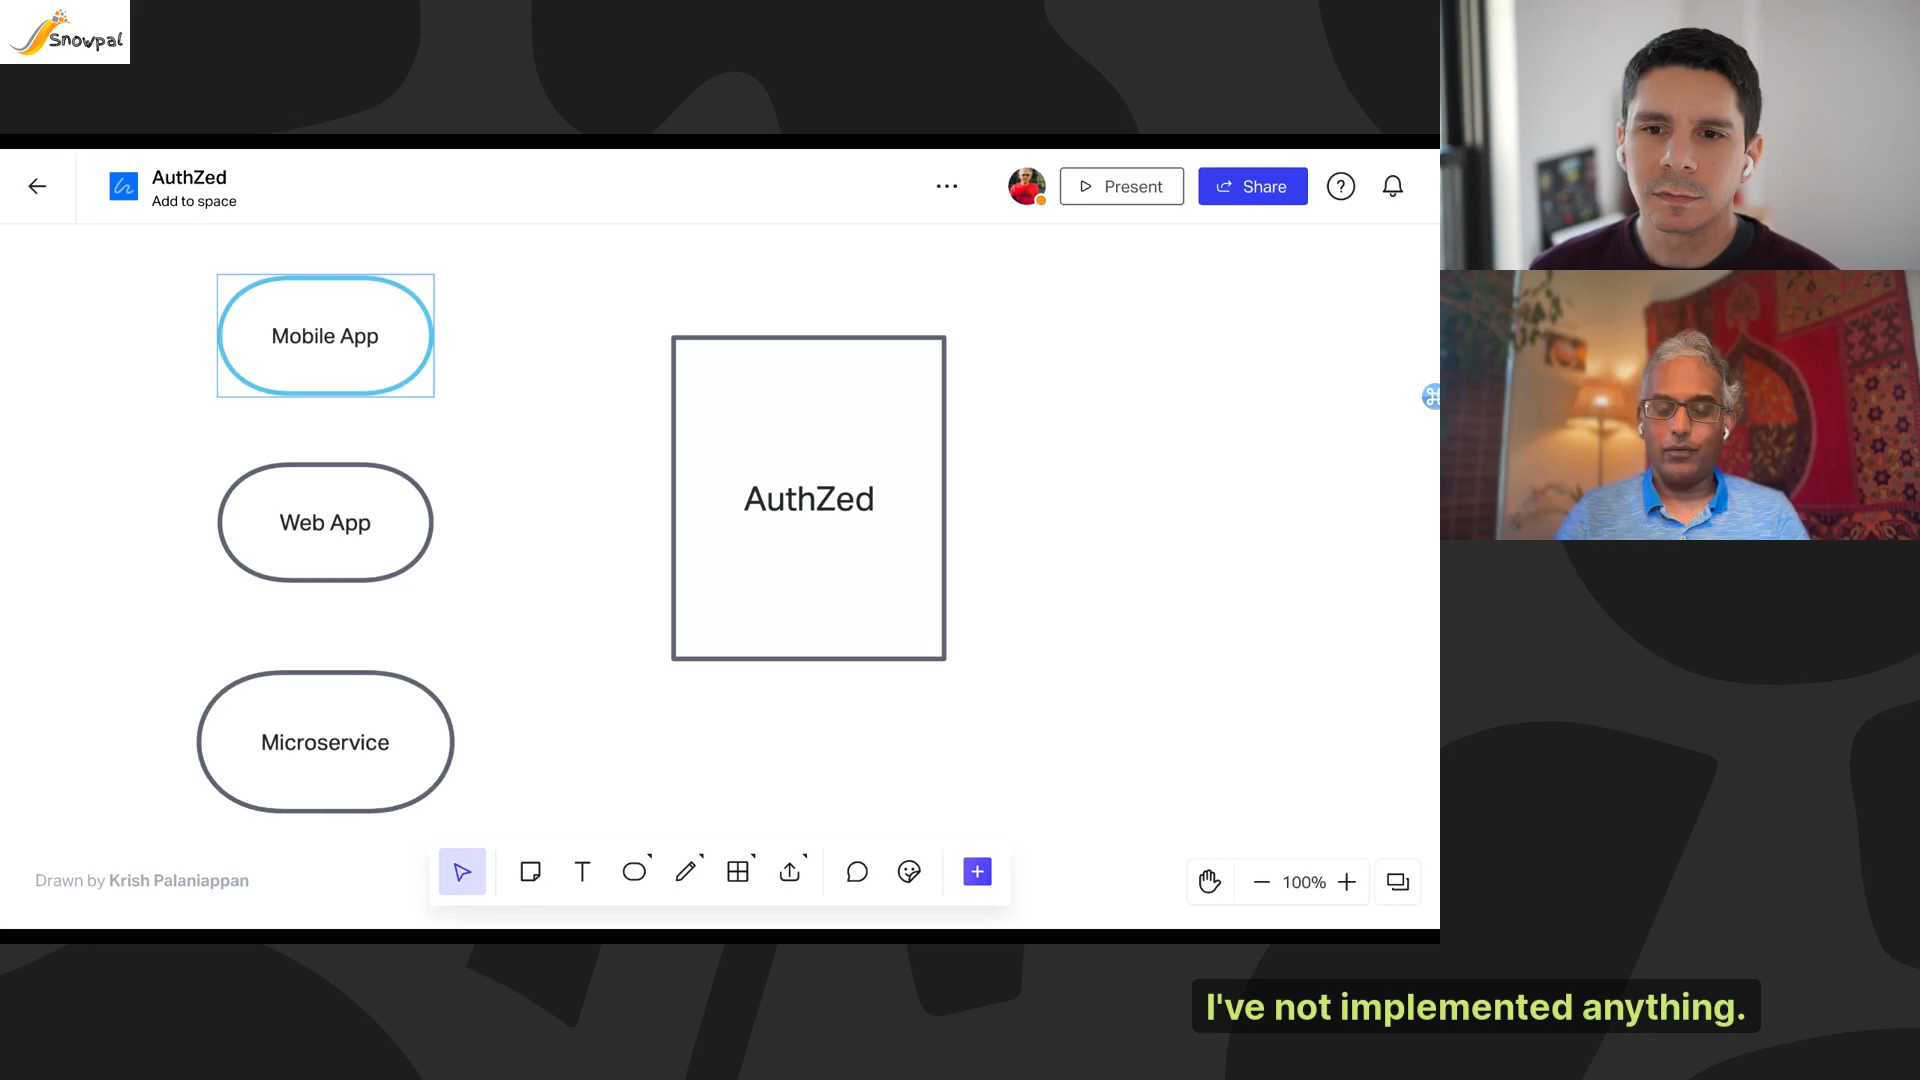 Snowpal
AuthZed
Add to space
Present
Share
Mobile App
Web App
Microservice
AuthZed
Drawn by Krish Palaniappan
100%
I've not implemented anything.